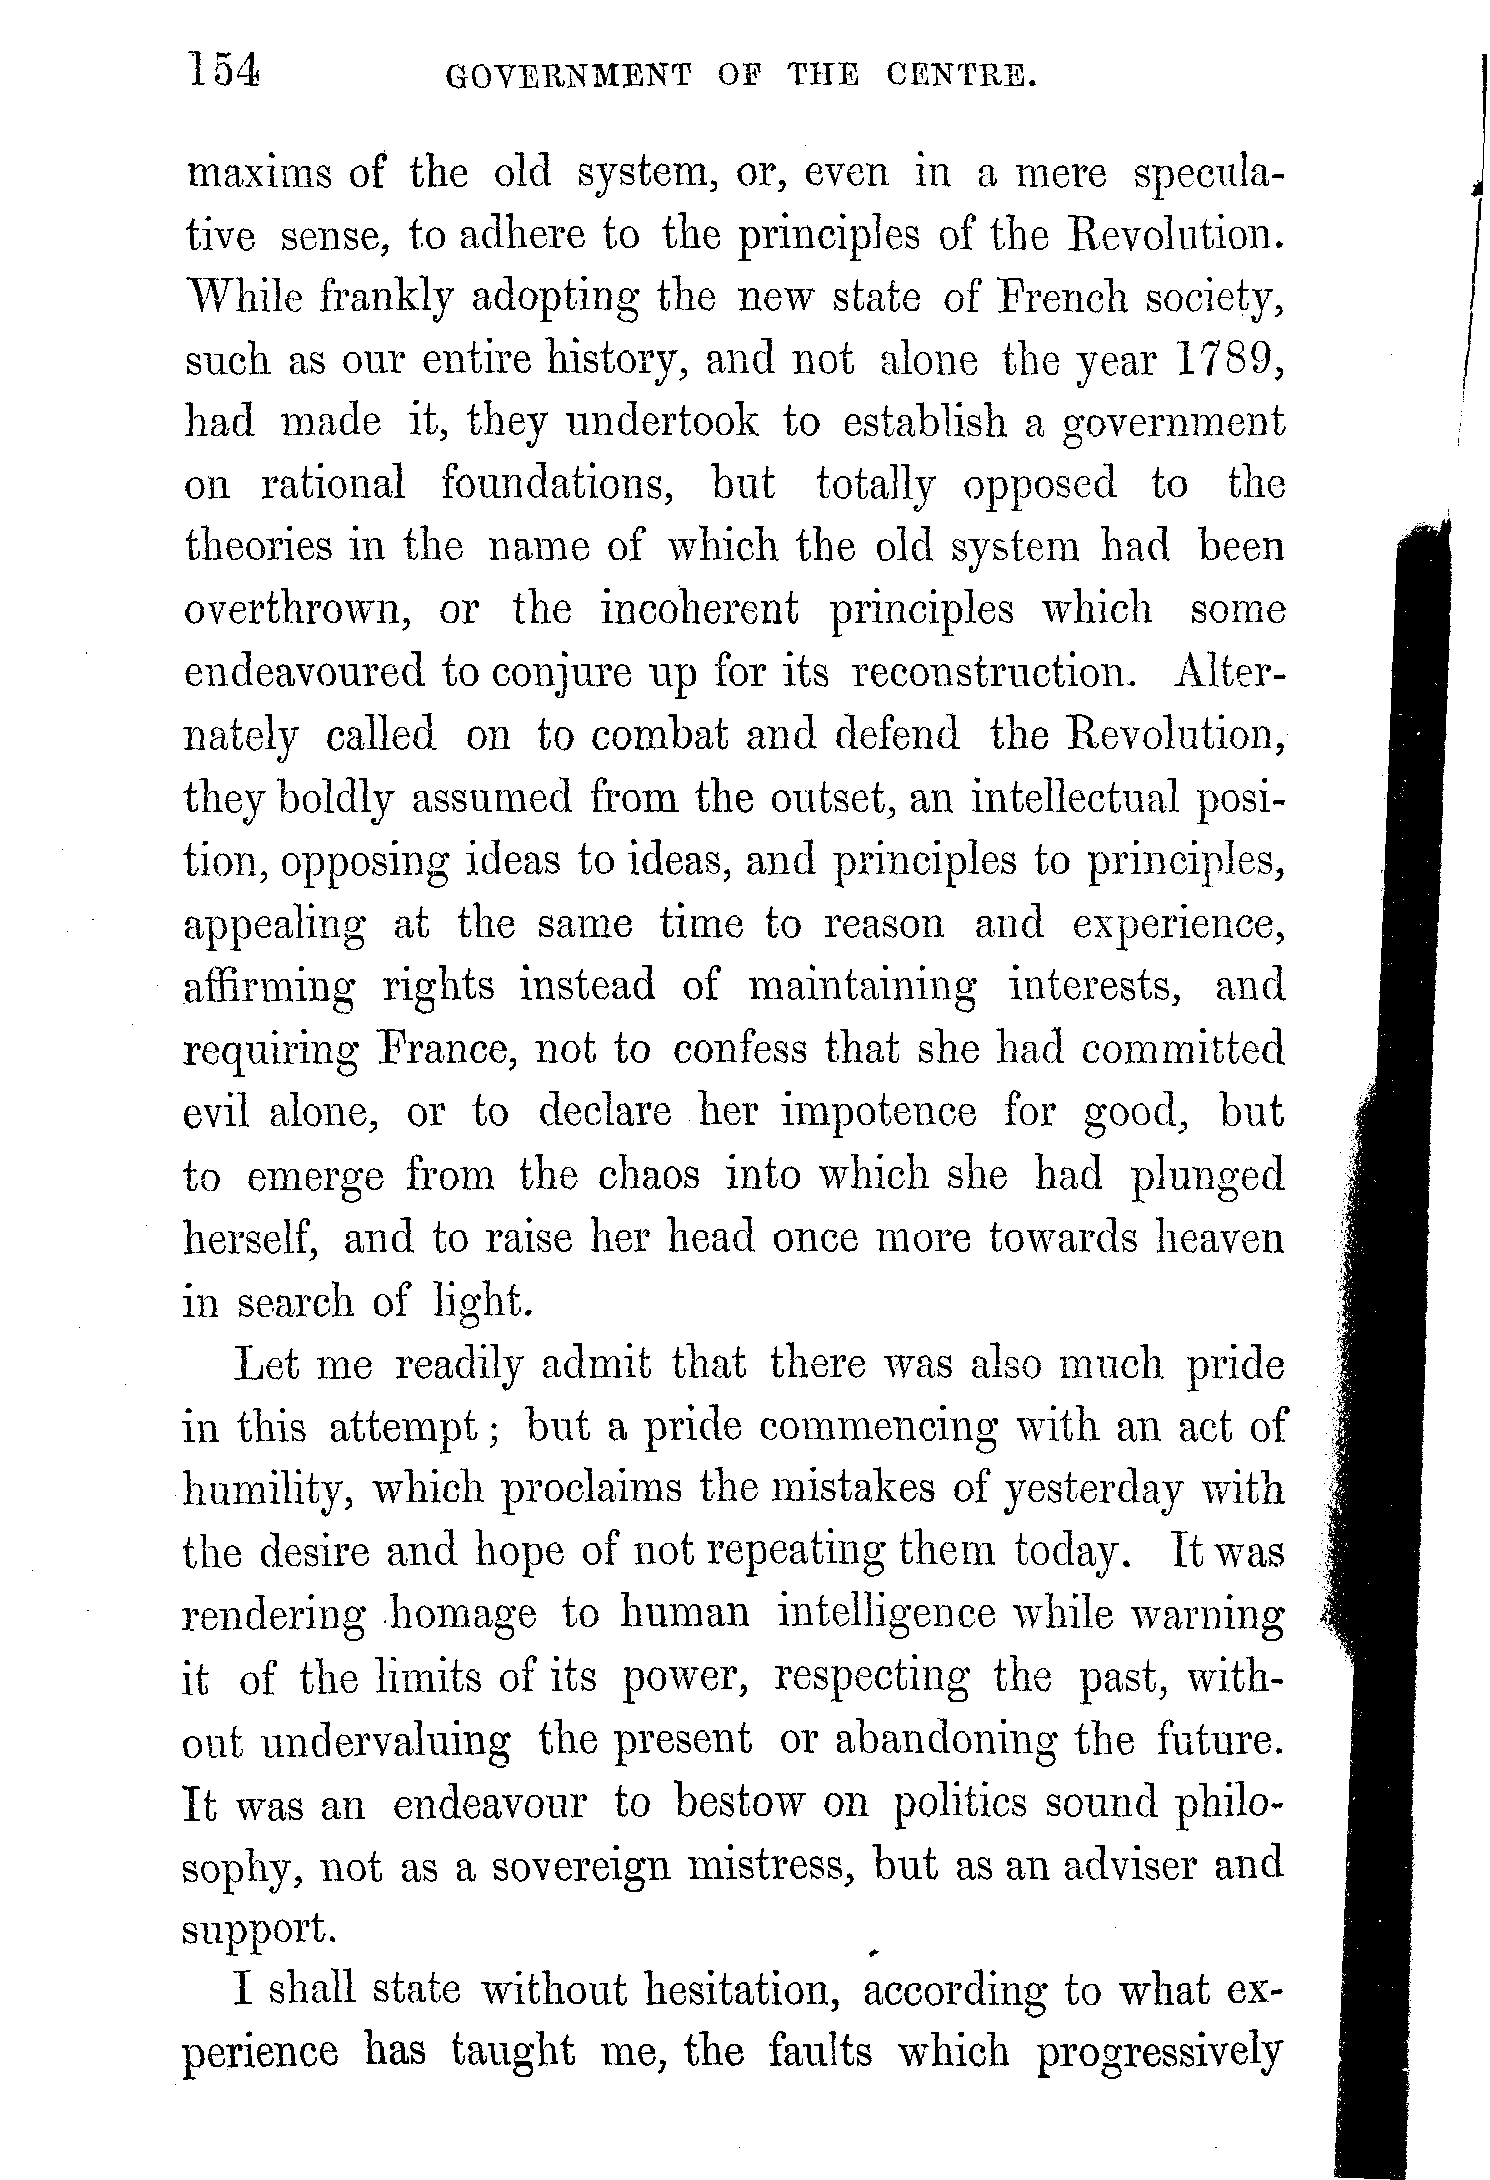 154 GOVERNMENT OF THE CENTRE.
maxims of the old system, or, even in a mere specula-
tive sense, to adhere to the principles of the Revolution.
While frankly adopting the new state of French society,
such as our entire history, and not alone the year 1789,
had made it, they undertook to establish a government
on rational foundations, but totally opposed to the
theories in the name of which the old system had been
overthrown, or the incoherent principles which some
endeavoured to conjure up for its reconstruction. Alter-
nately called on to combat and defend the Revolution,
they boldly assumed from the outset, an intellectual posi-
tion, opposing ideas to ideas, and principles to principles,
appealing at the same time to reason and experience,
affirming rights instead of maintaining interests, and
requiring France, not to confess that she had committed
evil alone, or to declare her impotence for good, but
to emerge from the chaos into which she had plunged
herself, and to raise her head once more towards heaven
in search of light.
Let me readily admit that there was also much pride
in this attempt; but a pride commencing with an act of
humility, which proclaims the mistakes of yesterday with
the desire and hope of not repeating them today. It was
rendering homage to human intelligence while warning
it of the limits of its power, respecting the past, with-
out undervaluing the present or abandoning the future.
It was an endeavour to bestow on politics sound philo-
sophy, not as a sovereign mistress, but as an adviser and
support.
I shall state without hesitation, according to what ex-
perience has taught me, the faults which progressively